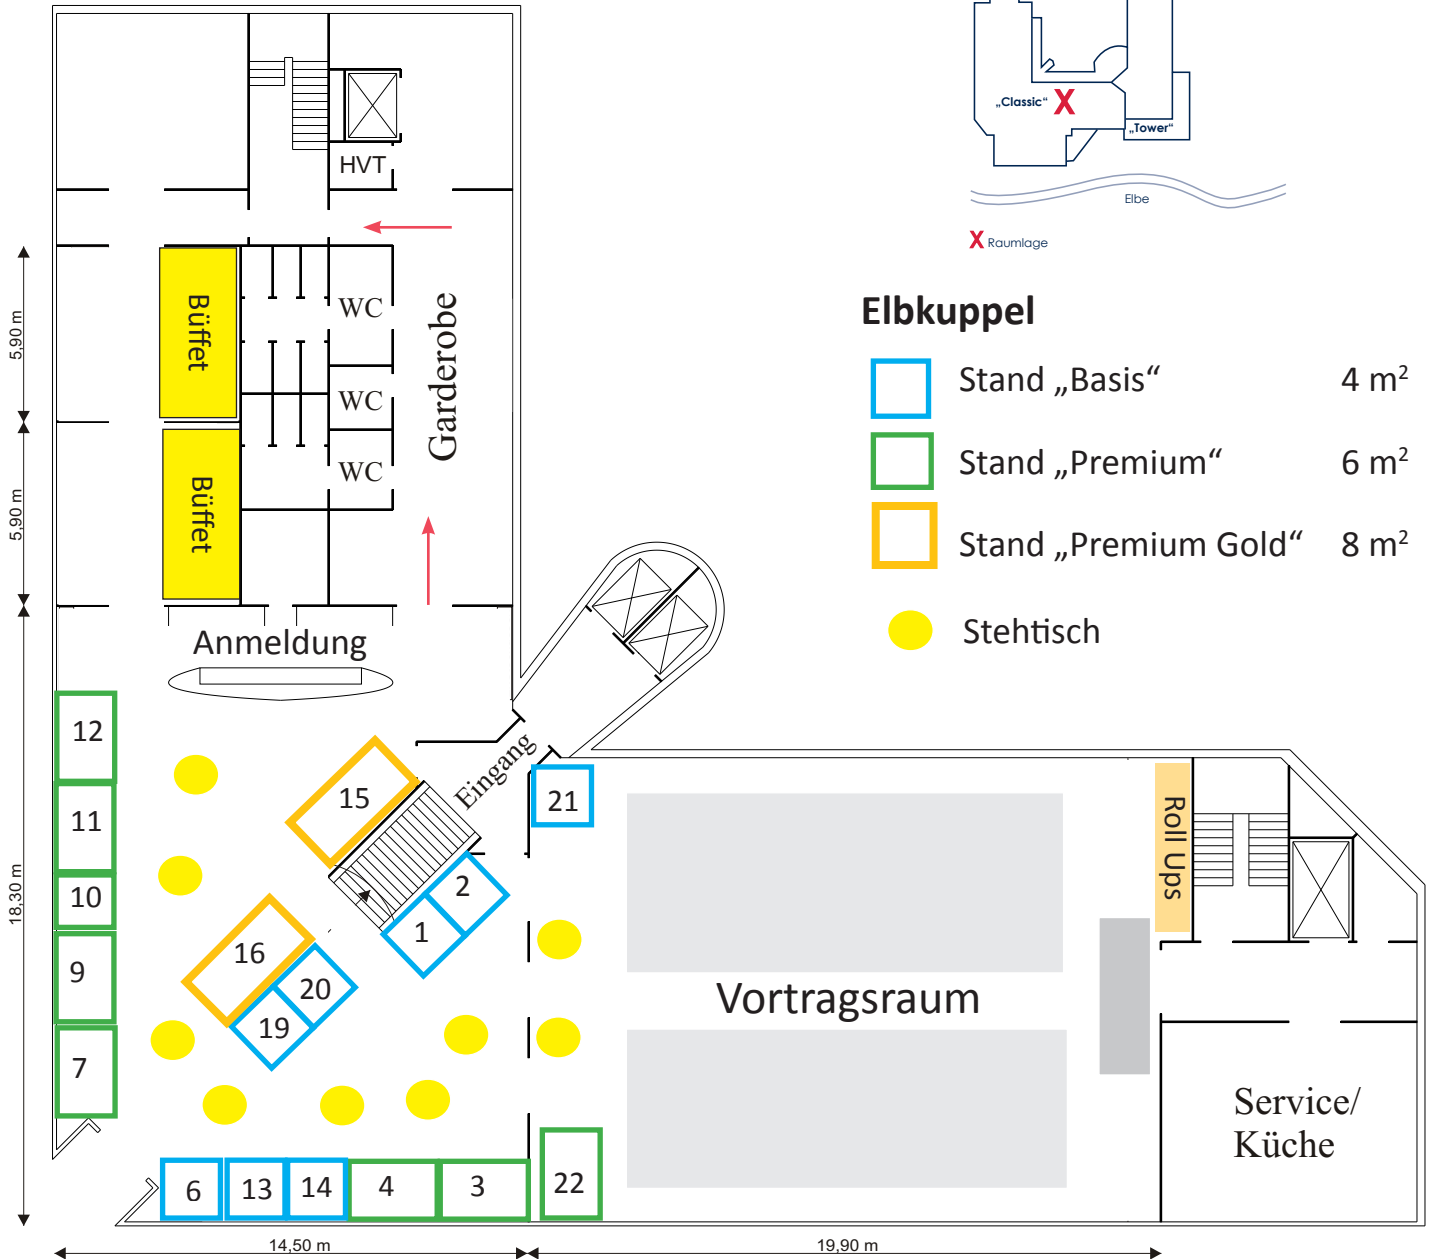 „Classic“ X
„Tower“
Elbe
X Raumlage
HVT
WC
WC
WC
Garderobe
Büffet
Büffet
5,90 m
5,90 m
18,30 m
Elbkuppel
Stand „Basis“ 4 m²
Stand „Premium“ 6 m²
Stand „Premium Gold“ 8 m²
Stehtisch
Anmeldung
Eingang
12
11
10
9
7
15
16
20
19
2
1
21
Vortragsraum
Roll Ups
Service/
Küche
6
13
14
4
3
22
14,50 m
19,90 m